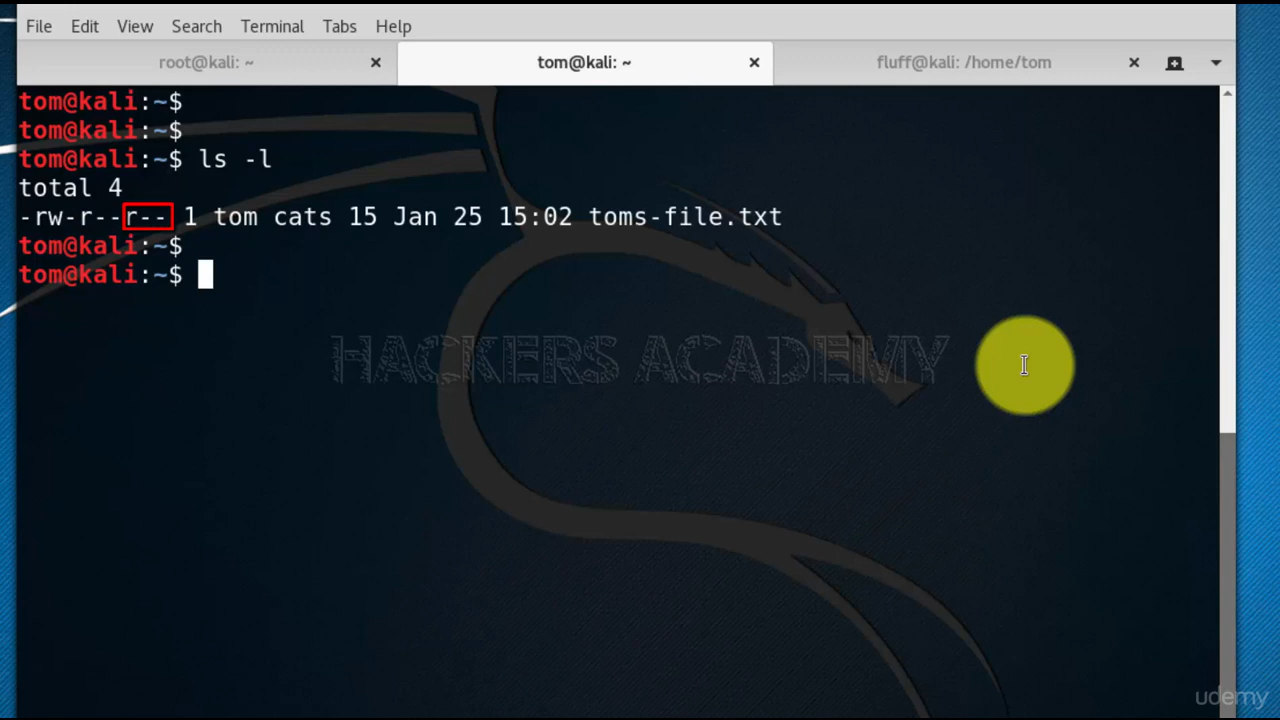 File Edit View Search Terminal Tabs Help
root@kali: ~ tom@kali: ~ fluff@kali: /home/tom
tom@kali:~$
tom@kali:~$
tom@kali:~$ ls -l
total 4
-rw-r--r-- 1 tom cats 15 Jan 25 15:02 toms-file.txt
tom@kali:~$
tom@kali:~$
HACKERS ACADEMY
udemy